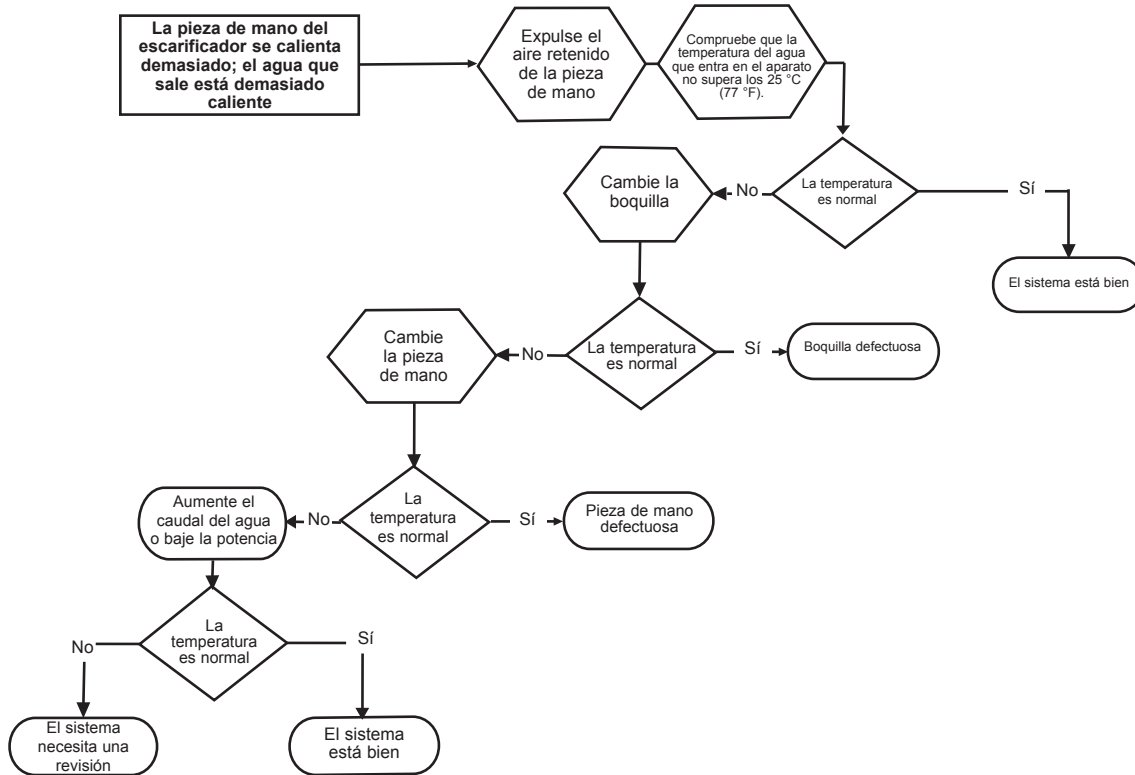 La pieza de mano del
escarificador se calienta
demasiado; el agua que
sale está demasiado
caliente
Expulse el
aire retenido
de la pieza
de mano
Compruebe que la
temperatura del agua
que entra en el aparato
no supera los 25 °C
(77 °F).
La temperatura
es normal
No
Sí
Cambie la
boquilla
El sistema está bien
La temperatura
es normal
No
Sí
Boquilla defectuosa
Cambie
la pieza
de mano
La
temperatura
es normal
No
Sí
Pieza de mano
defectuosa
Aumente el
caudal del agua
o baje la potencia
La
temperatura
es normal
No
Sí
El sistema
necesita una
revisión
El sistema
está bien